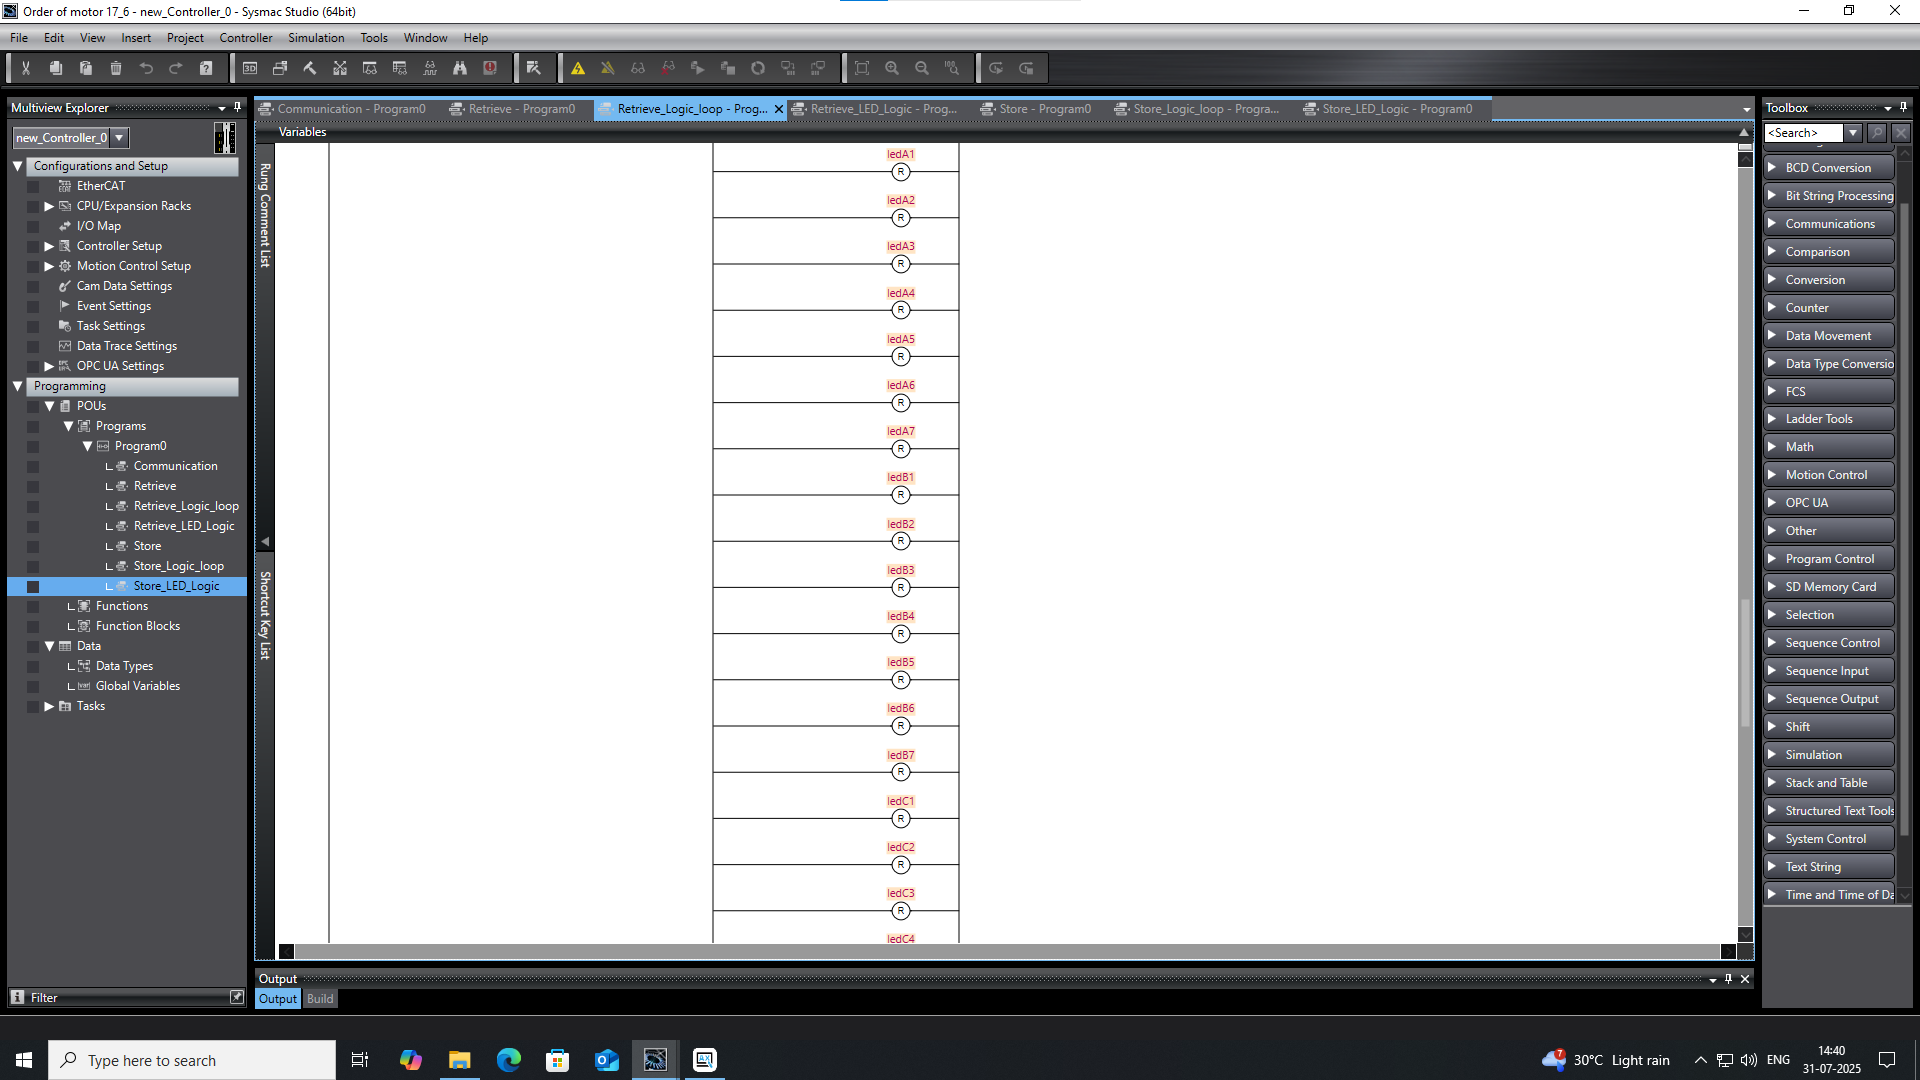 Order of motor 17_6 - new_Controller_0 - Sysmac Studio (64bit)
File Edit View Insert Project Controller Simulation Tools Window Help
Multiview Explorer
new_Controller_0
Configurations and Setup
EtherCAT
CPU/Expansion Racks
I/O Map
Controller Setup
Motion Control Setup
Cam Data Settings
Event Settings
Task Settings
Data Trace Settings
OPC UA Settings
Programming
POUs
Programs
Program0
Communication
Retrieve
Retrieve_Logic_loop
Retrieve_LED_Logic
Store
Store_Logic_loop
Store_LED_Logic
Functions
Function Blocks
Data
Data Types
Global Variables
Tasks
Filter
Communication - Program0 Retrieve - Program0 Retrieve_Logic_loop - Prog... Retrieve_LED_Logic - Prog... Store - Program0 Store_Logic_loop - Progra... Store_LED_Logic - Program0
Variables
Rung Comment List
Shortcut Key List
ledA1
R
ledA2
R
ledA3
R
ledA4
R
ledA5
R
ledA6
R
ledA7
R
ledB1
R
ledB2
R
ledB3
R
ledB4
R
ledB5
R
ledB6
R
ledB7
R
ledC1
R
ledC2
R
ledC3
R
ledC4
Output
Output Build
Toolbox
<Search>
BCD Conversion
Bit String Processing
Communications
Comparison
Conversion
Counter
Data Movement
Data Type Conversio
FCS
Ladder Tools
Math
Motion Control
OPC UA
Other
Program Control
SD Memory Card
Selection
Sequence Control
Sequence Input
Sequence Output
Shift
Simulation
Stack and Table
Structured Text Tools
System Control
Text String
Time and Time of Da
Type here to search
7
30°C Light rain
ENG
14:40
31-07-2025